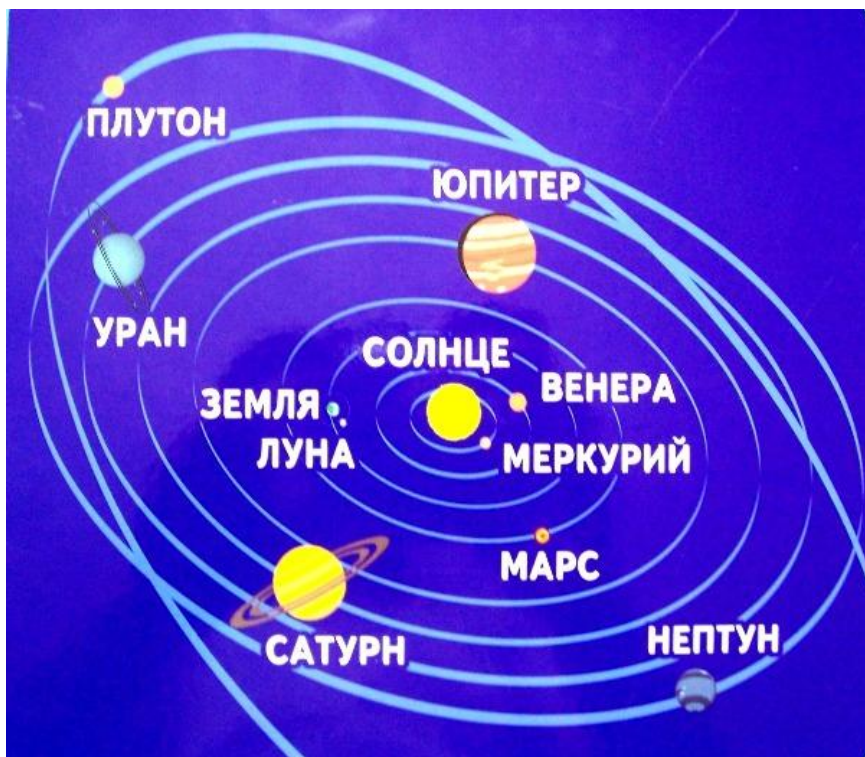 ПЛУТОН
ЮПИТЕР
УРАН
СОЛНЦЕ
ВЕНЕРА
ЗЕМЛЯ
ЛУНА
МЕРКУРИЙ
МАРС
САТУРН
НЕПТУН